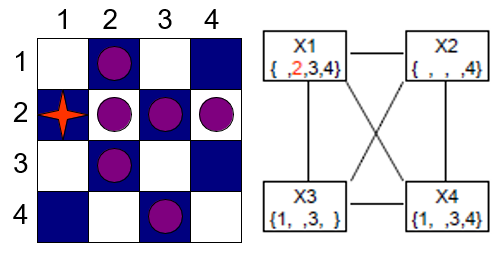 1 2 3 4
1
2
3
4
X1
{ ,2,3,4}
X2
{ , , ,4}
X3
{1, ,3, }
X4
{1, ,3,4}